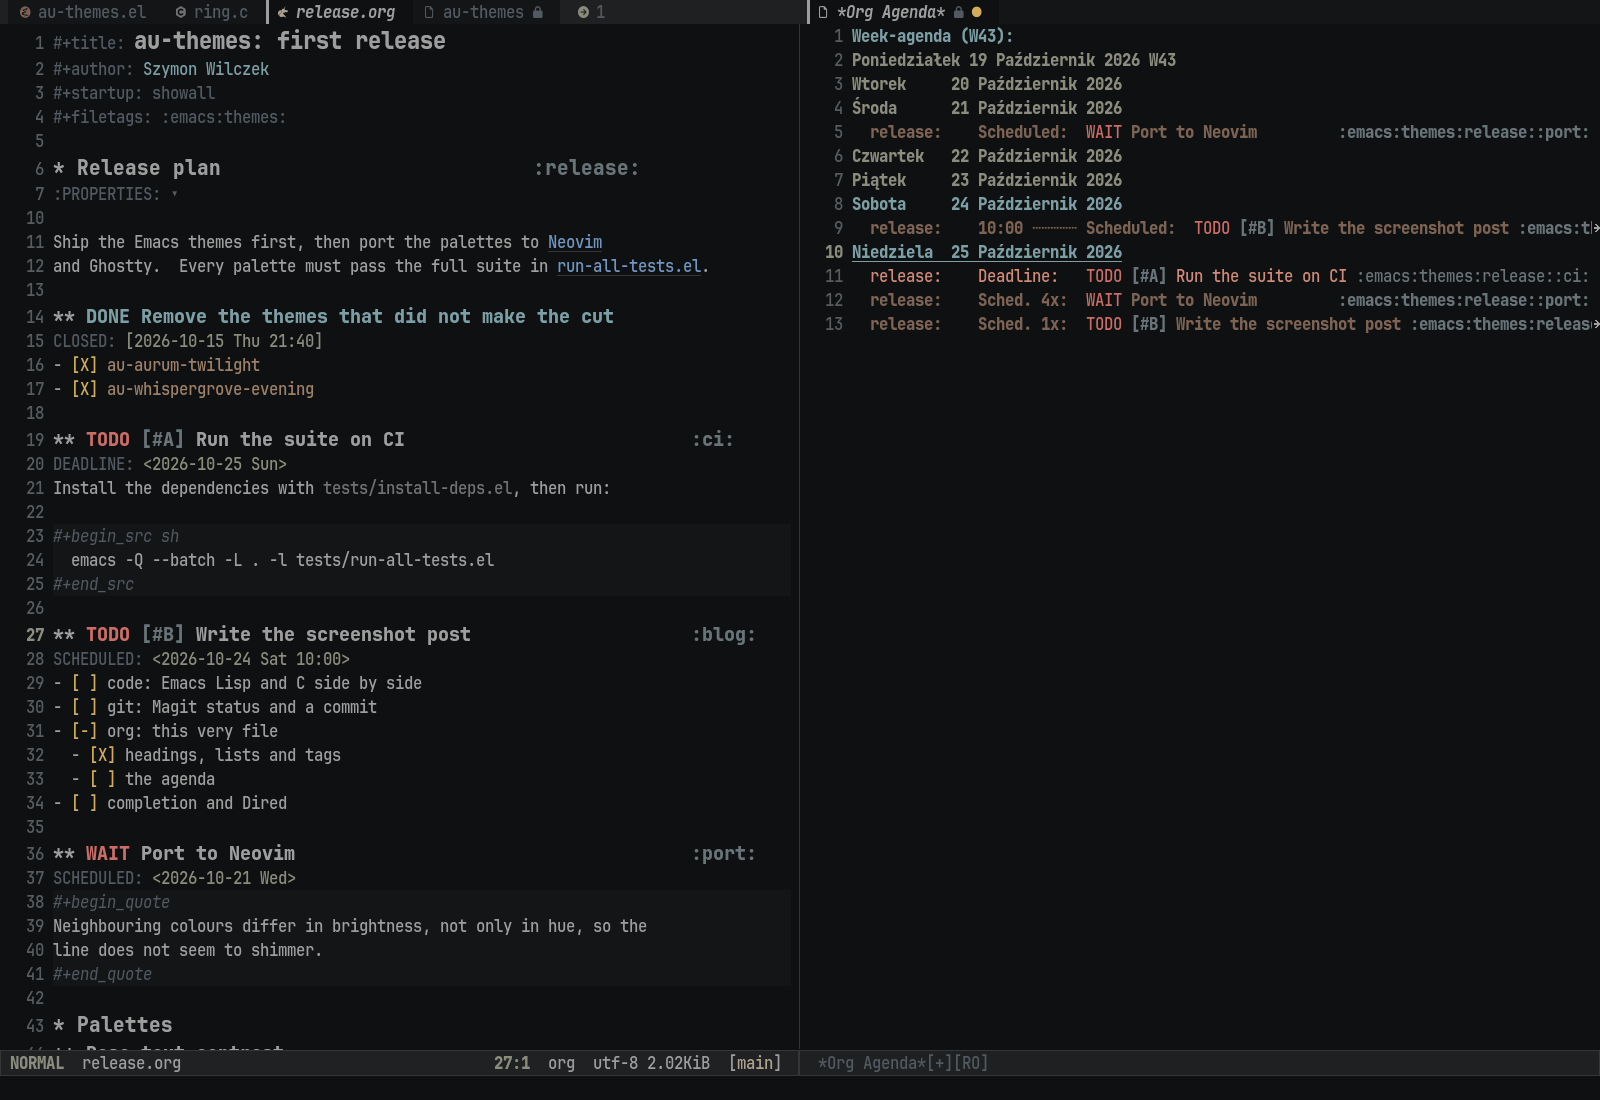 au-themes.el ring.c release.org au-themes 1
1 #+title: au-themes: first release
2 #+author: Szymon Wilczek
3 #+startup: showall
4 #+filetags: :emacs:themes:
5
6 * Release plan :release:
7 :PROPERTIES: ▾
10
11 Ship the Emacs themes first, then port the palettes to Neovim
12 and Ghostty.  Every palette must pass the full suite in run-all-tests.el.
13
14 ** DONE Remove the themes that did not make the cut
15 CLOSED: [2026-10-15 Thu 21:40]
16 - [X] au-aurum-twilight
17 - [X] au-whispergrove-evening
18
19 ** TODO [#A] Run the suite on CI :ci:
20 DEADLINE: <2026-10-25 Sun>
21 Install the dependencies with tests/install-deps.el, then run:
22
23 #+begin_src sh
24   emacs -Q --batch -L . -l tests/run-all-tests.el
25 #+end_src
26
27 ** TODO [#B] Write the screenshot post :blog:
28 SCHEDULED: <2026-10-24 Sat 10:00>
29 - [ ] code: Emacs Lisp and C side by side
30 - [ ] git: Magit status and a commit
31 - [-] org: this very file
32   - [X] headings, lists and tags
33   - [ ] the agenda
34 - [ ] completion and Dired
35
36 ** WAIT Port to Neovim :port:
37 SCHEDULED: <2026-10-21 Wed>
38 #+begin_quote
39 Neighbouring colours differ in brightness, not only in hue, so the
40 line does not seem to shimmer.
41 #+end_quote
42
43 * Palettes
NORMAL release.org 27:1 org utf-8 2.02KiB [main]
*Org Agenda*
1 Week-agenda (W43):
2 Poniedziałek 19 Październik 2026 W43
3 Wtorek     20 Październik 2026
4 Środa      21 Październik 2026
5   release:    Scheduled:  WAIT Port to Neovim         :emacs:themes:release::port:
6 Czwartek   22 Październik 2026
7 Piątek     23 Październik 2026
8 Sobota     24 Październik 2026
9   release:    10:00 ┄┄┄┄┄ Scheduled:  TODO [#B] Write the screenshot post :emacs:t
10 Niedziela  25 Październik 2026
11   release:    Deadline:   TODO [#A] Run the suite on CI :emacs:themes:release::ci:
12   release:    Sched. 4x:  WAIT Port to Neovim         :emacs:themes:release::port:
13   release:    Sched. 1x:  TODO [#B] Write the screenshot post :emacs:themes:releas
*Org Agenda*[+][RO]